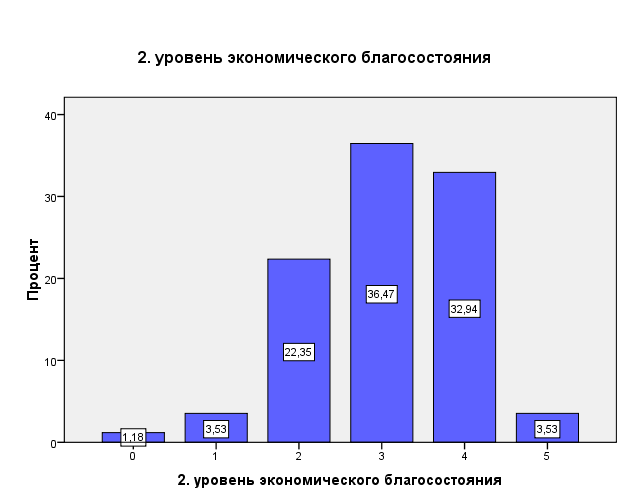 2. уровень экономического благосостояния
Процент
40
30
20
10
0
1,18
3,53
22,35
36,47
32,94
3,53
0 1 2 3 4 5
2. уровень экономического благосостояния